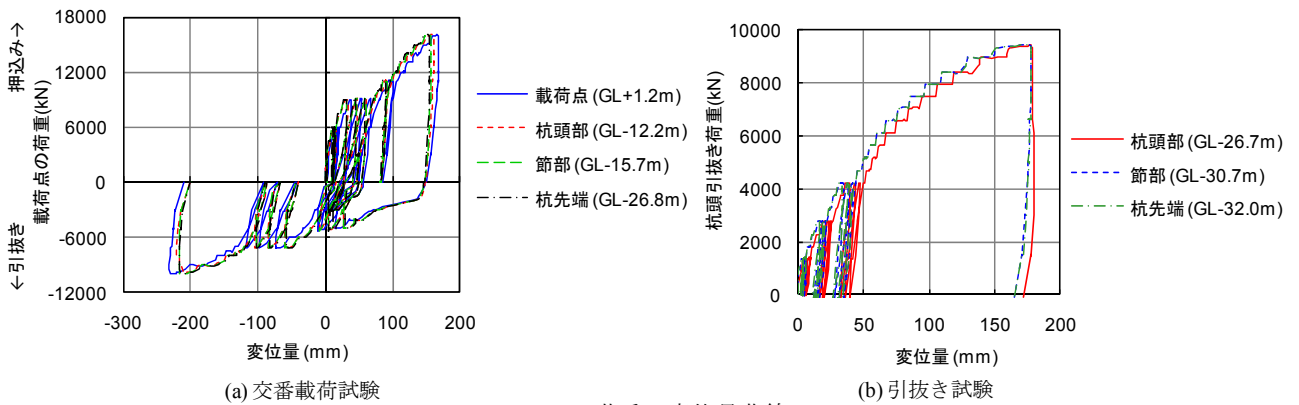 押込み→
←引抜き
載荷点の荷重(kN)
18000
12000
6000
0
-6000
-12000
-300 -200 -100 0 100 200
変位量 (mm)
載荷点 (GL+1.2m)
杭頭部 (GL-12.2m)
節部 (GL-15.7m)
杭先端 (GL-26.8m)
(a) 交番載荷試験
杭頭引抜き荷重(kN)
10000
8000
6000
4000
2000
0
0 50 100 150 200
変位量 (mm)
杭頭部 (GL-26.7m)
節部 (GL-30.7m)
杭先端 (GL-32.0m)
(b) 引抜き試験